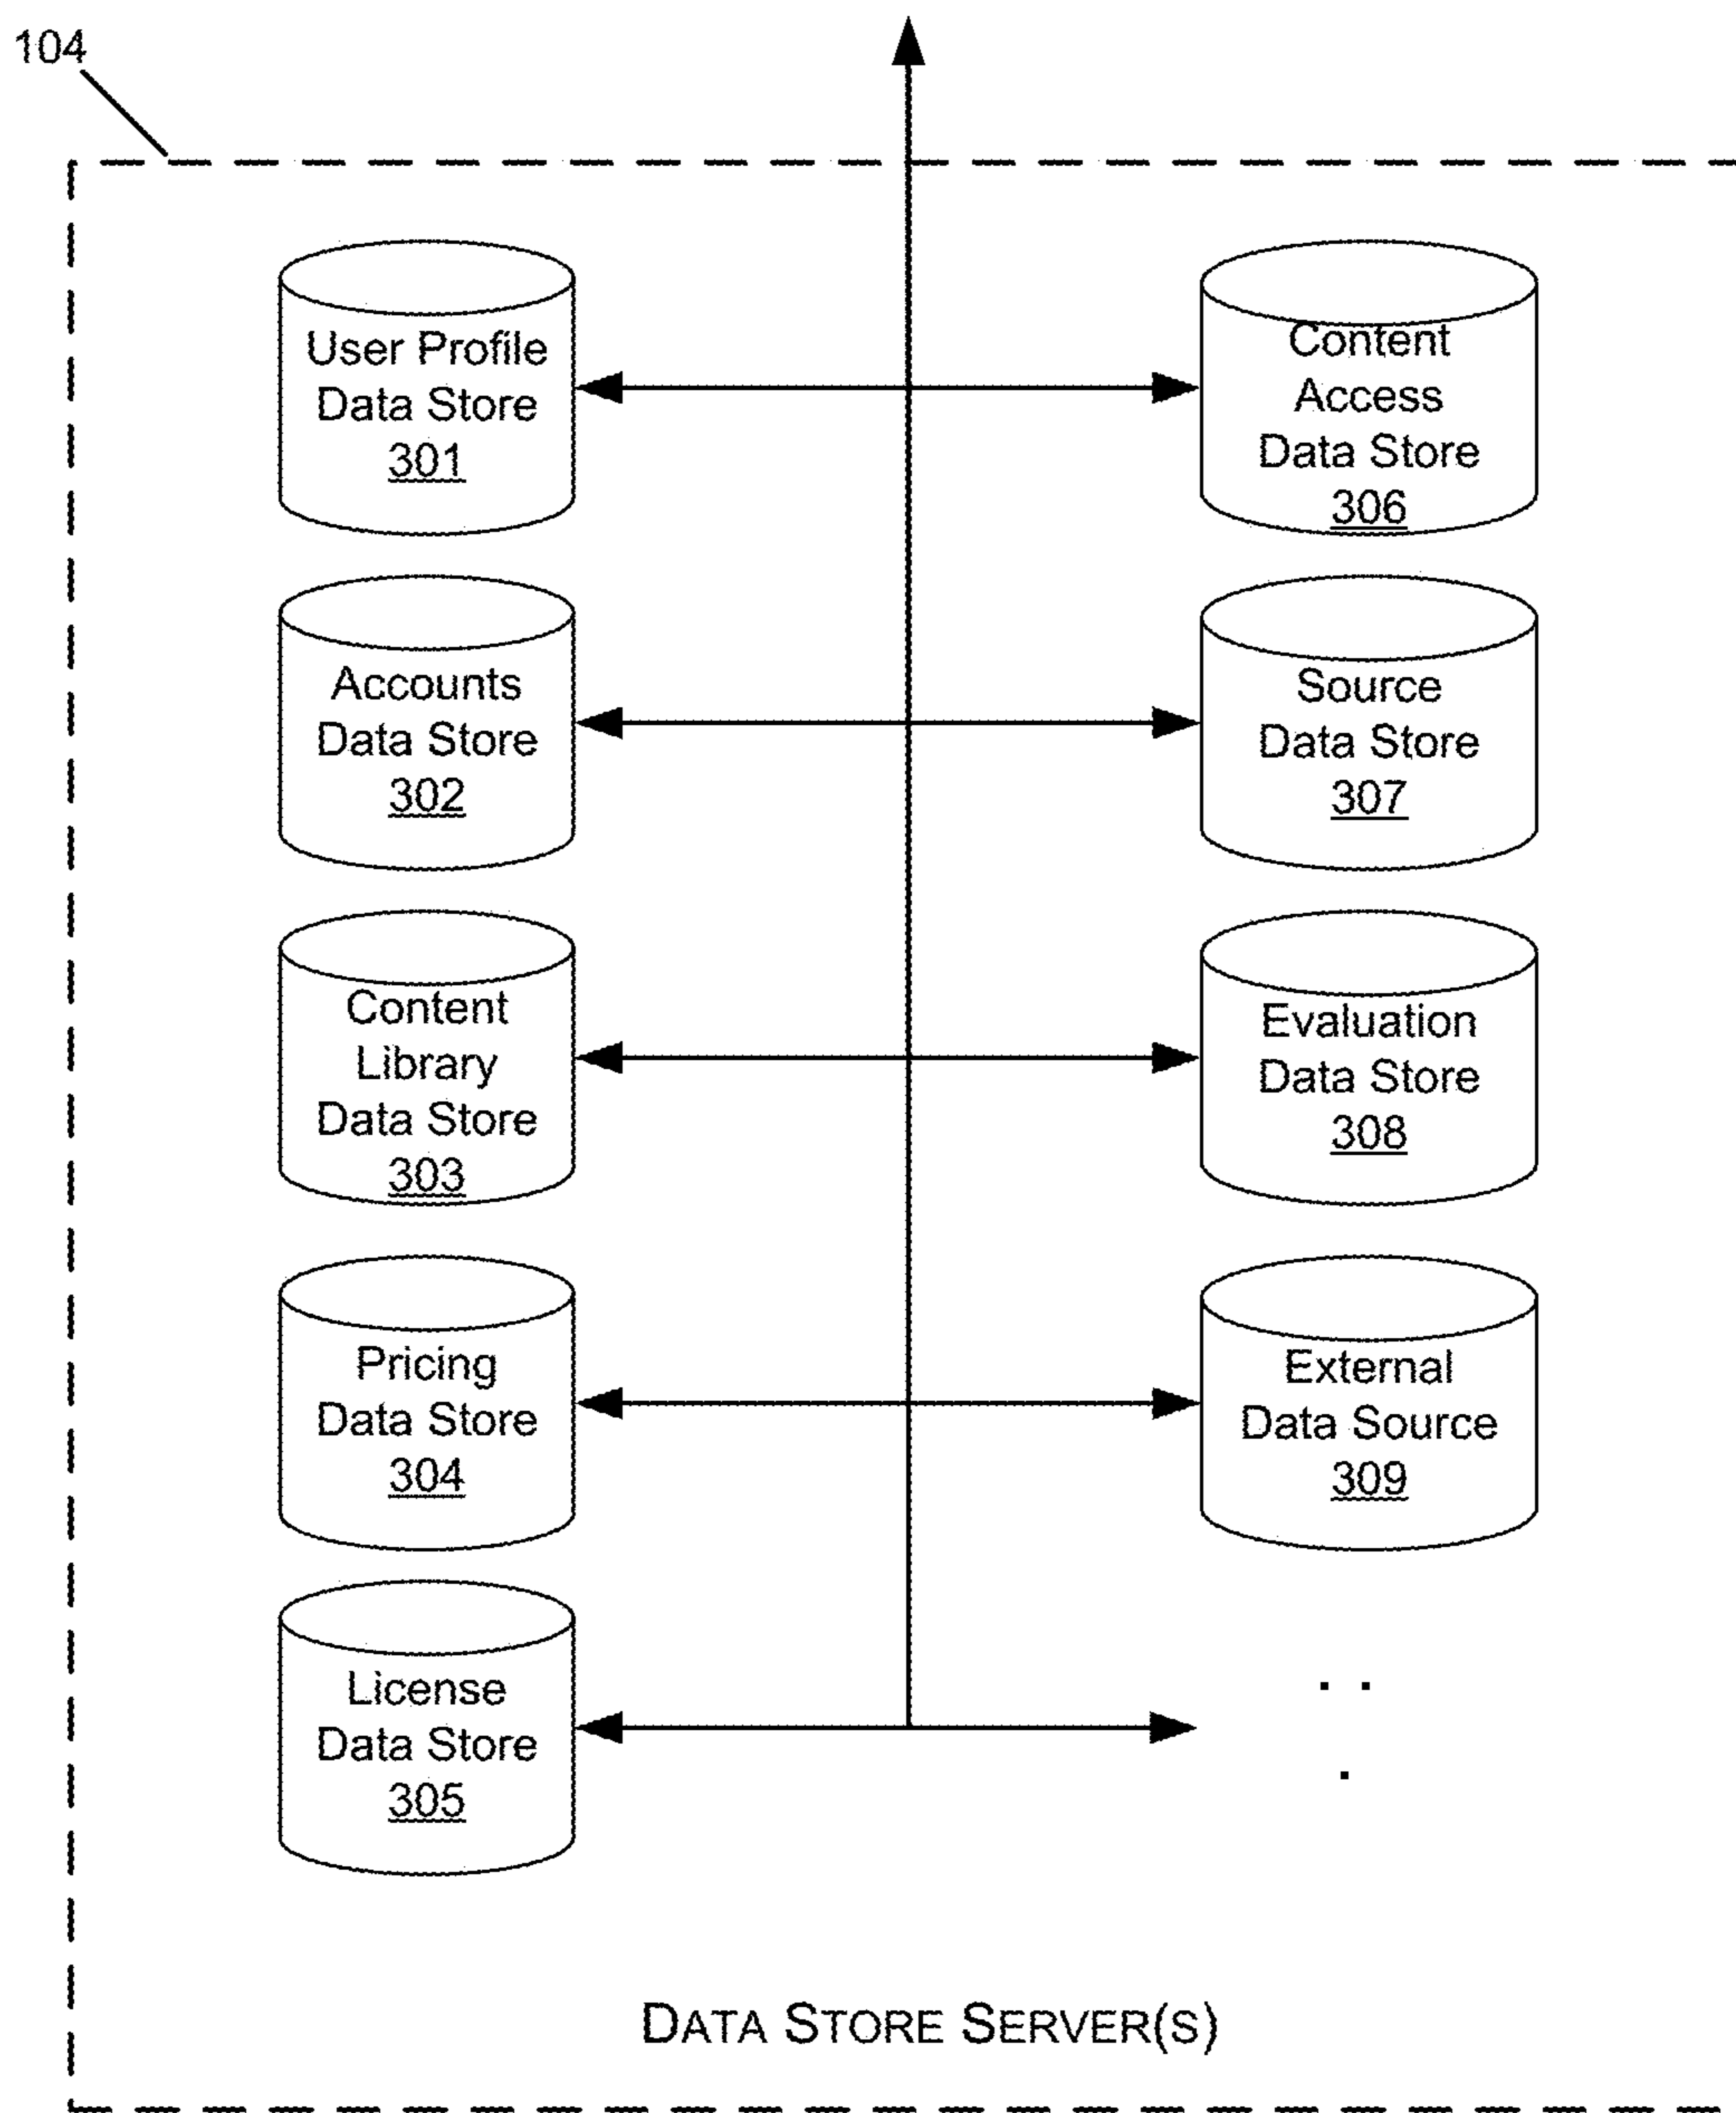 104
User Profile
Data Store
301
Content
Access
Data Store
306
Accounts
Data Store
302
Source
Data Store
307
Content
Library
Data Store
303
Evaluation
Data Store
308
Pricing
Data Store
304
External
Data Source
309
License
Data Store
305
. .
.
DATA STORE SERVER(S)